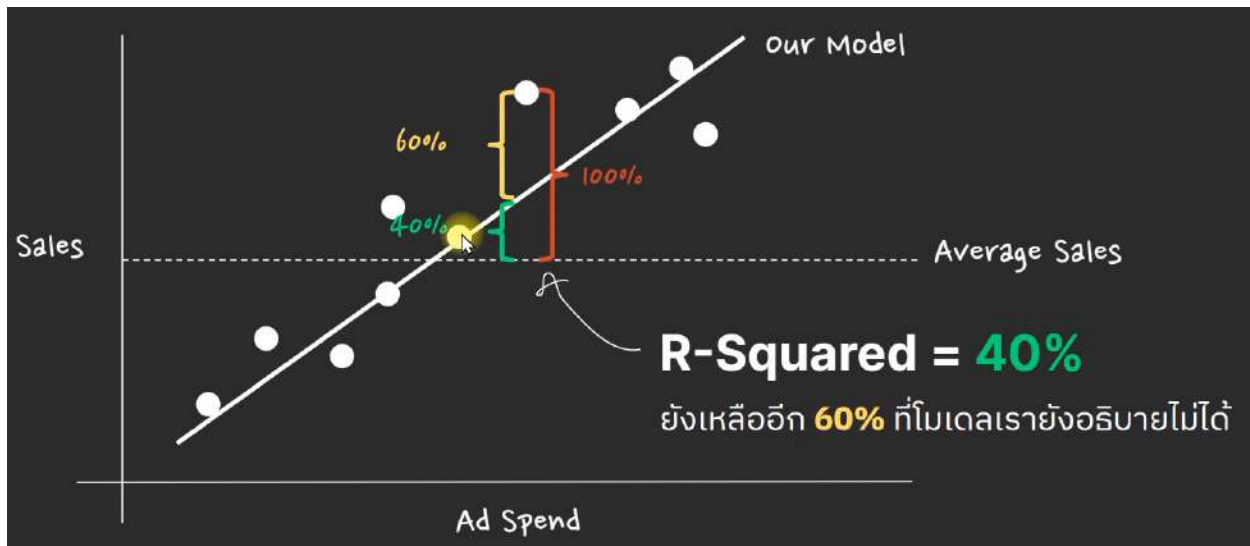 Our Model
60%
100%
40%
Sales
Average Sales
R-Squared = 40%
ยังเหลืออีก 60% ที่โมเดลเรายังอธิบายไม่ได้
Ad Spend